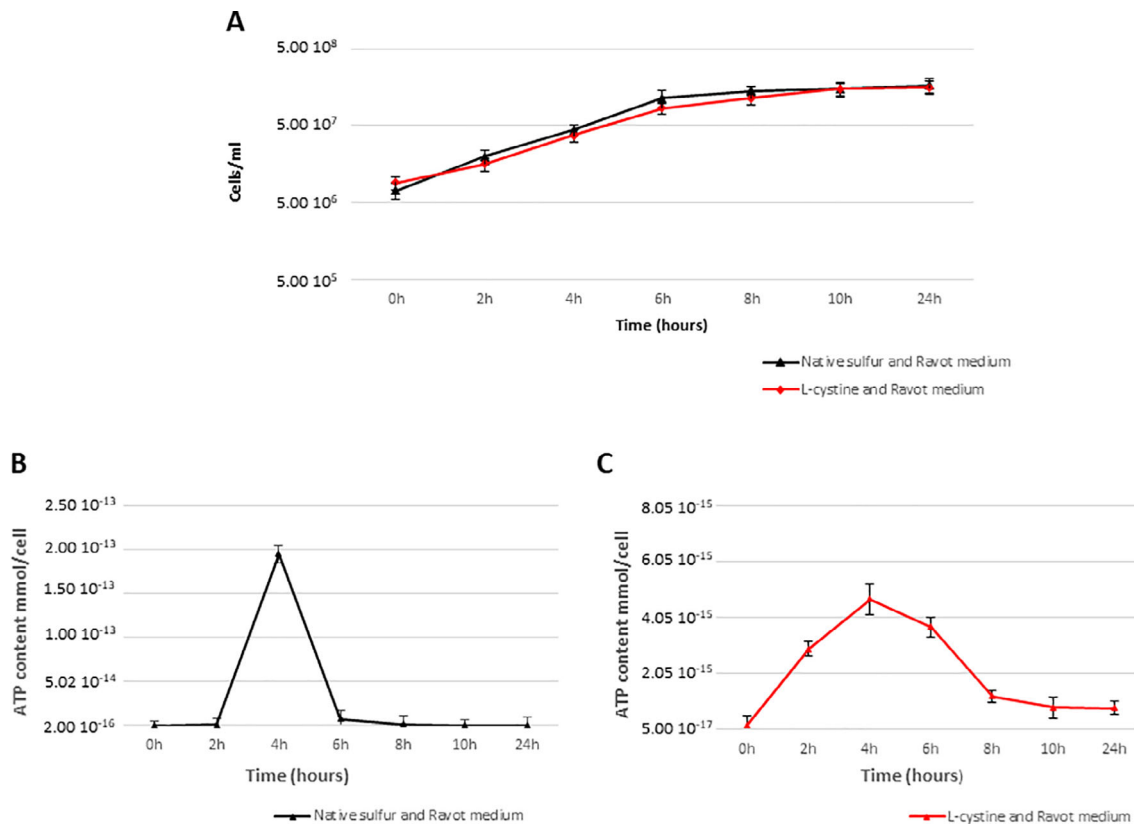 A
5.00 10⁸
5.00 10⁷
5.00 10⁶
5.00 10⁵
Cells/ml
0h 2h 4h 6h 8h 10h 24h
Time (hours)
Native sulfur and Ravot medium
L-cystine and Ravot medium
B
2.50 10⁻¹³
2.00 10⁻¹³
1.50 10⁻¹³
1.00 10⁻¹³
5.02 10⁻¹⁴
2.00 10⁻¹⁶
ATP content mmol/cell
0h 2h 4h 6h 8h 10h 24h
Time (hours)
Native sulfur and Ravot medium
C
8.05 10⁻¹⁵
6.05 10⁻¹⁵
4.05 10⁻¹⁵
2.05 10⁻¹⁵
5.00 10⁻¹⁷
ATP content mmol/cell
0h 2h 4h 6h 8h 10h 24h
Time (hours)
L-cystine and Ravot medium